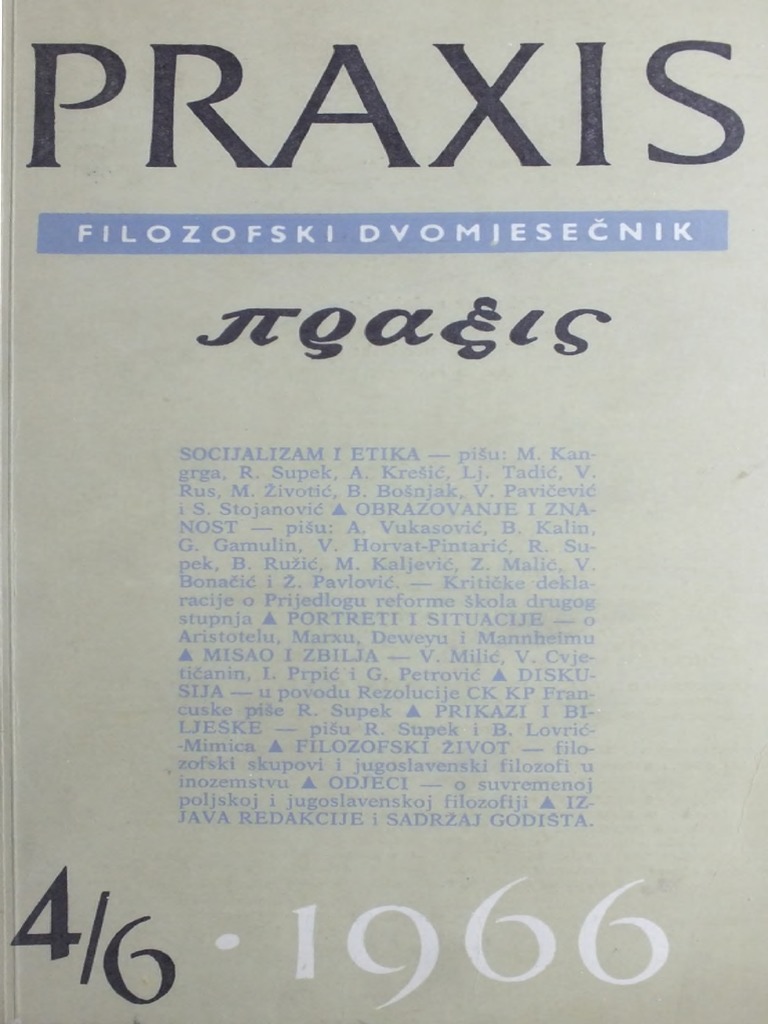 PRAXIS
FILOZOFSKI DVOMJESEČNIK
πραξις
SOCIJALIZAM I ETIKA — pišu: M. Kan-
grga, R. Supek, A. Krešić, Lj. Tadić, V.
Rus, M. Životić, B. Bošnjak, V. Pavičević
i S. Stojanović ▲ OBRAZOVANJE I ZNA-
NOST — pišu: A. Vukasović, B. Kalin,
G. Gamulin, V. Horvat-Pintarić, R. Su-
pek, B. Ružić, M. Kaljević, Z. Malić, V.
Bonačić i Ž. Pavlović. — Kritičke dekla-
racije o Prijedlogu reforme škola drugog
stupnja ▲ PORTRETI I SITUACIJE — o
Aristotelu, Marxu, Deweyu i Mannheimu
▲ MISAO I ZBILJA — V. Milić, V. Cvje-
tičanin, I. Prpić i G. Petrović ▲ DISKU-
SIJA — u povodu Rezolucije CK KP Fran-
cuske piše R. Supek ▲ PRIKAZI I BI-
LJEŠKE — pišu R. Supek i B. Lovrić-
-Mimica ▲ FILOZOFSKI ŽIVOT — filo-
zofski skupovi i jugoslavenski filozofi u
inozemstvu ▲ ODJECI — o suvremenoj
poljskoj i jugoslavenskoj filozofiji ▲ IZ-
JAVA REDAKCIJE i SADRŽAJ GODIŠTA.
4/6 · 1966